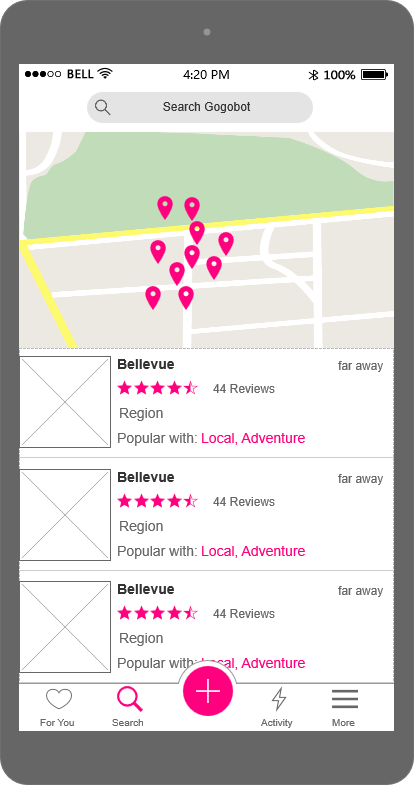 BELL 4:20 PM 100%
Search Gogobot
Bellevue far away
44 Reviews
Region
Popular with: Local, Adventure
Bellevue far away
44 Reviews
Region
Popular with: Local, Adventure
Bellevue far away
44 Reviews
Region
Popular with: Local, Adventure
For You Search Activity More